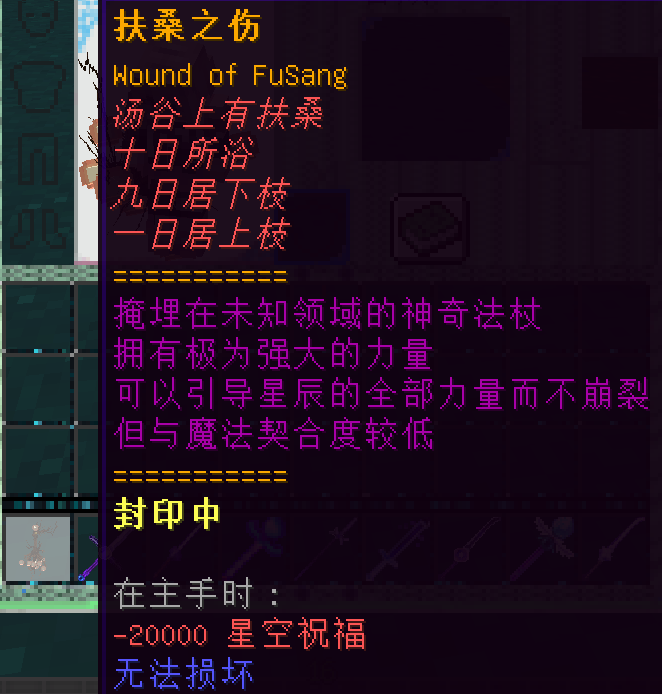 扶桑之伤
Wound of FuSang
汤谷上有扶桑
十日所浴
九日居下枝
一日居上枝
===========
掩埋在未知领域的神奇法杖
拥有极为强大的力量
可以引导星辰的全部力量而不崩裂
但与魔法契合度较低
===========
封印中
在主手时：
-20000 星空祝福
无法损坏